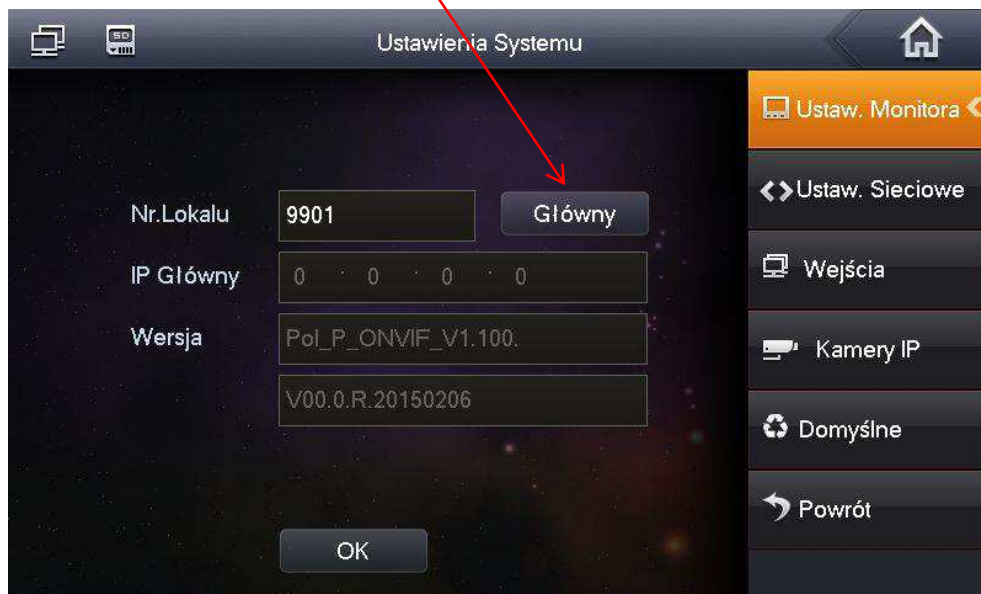 SD
Ustawienia Systemu
Ustaw. Monitora
Ustaw. Sieciowe
Wejścia
Kamery IP
Domyślne
Powrót
Nr.Lokalu 9901 Główny
IP Główny 0 . 0 . 0 . 0
Wersja Pol_P_ONVIF_V1.100.
V00.0.R.20150206
OK